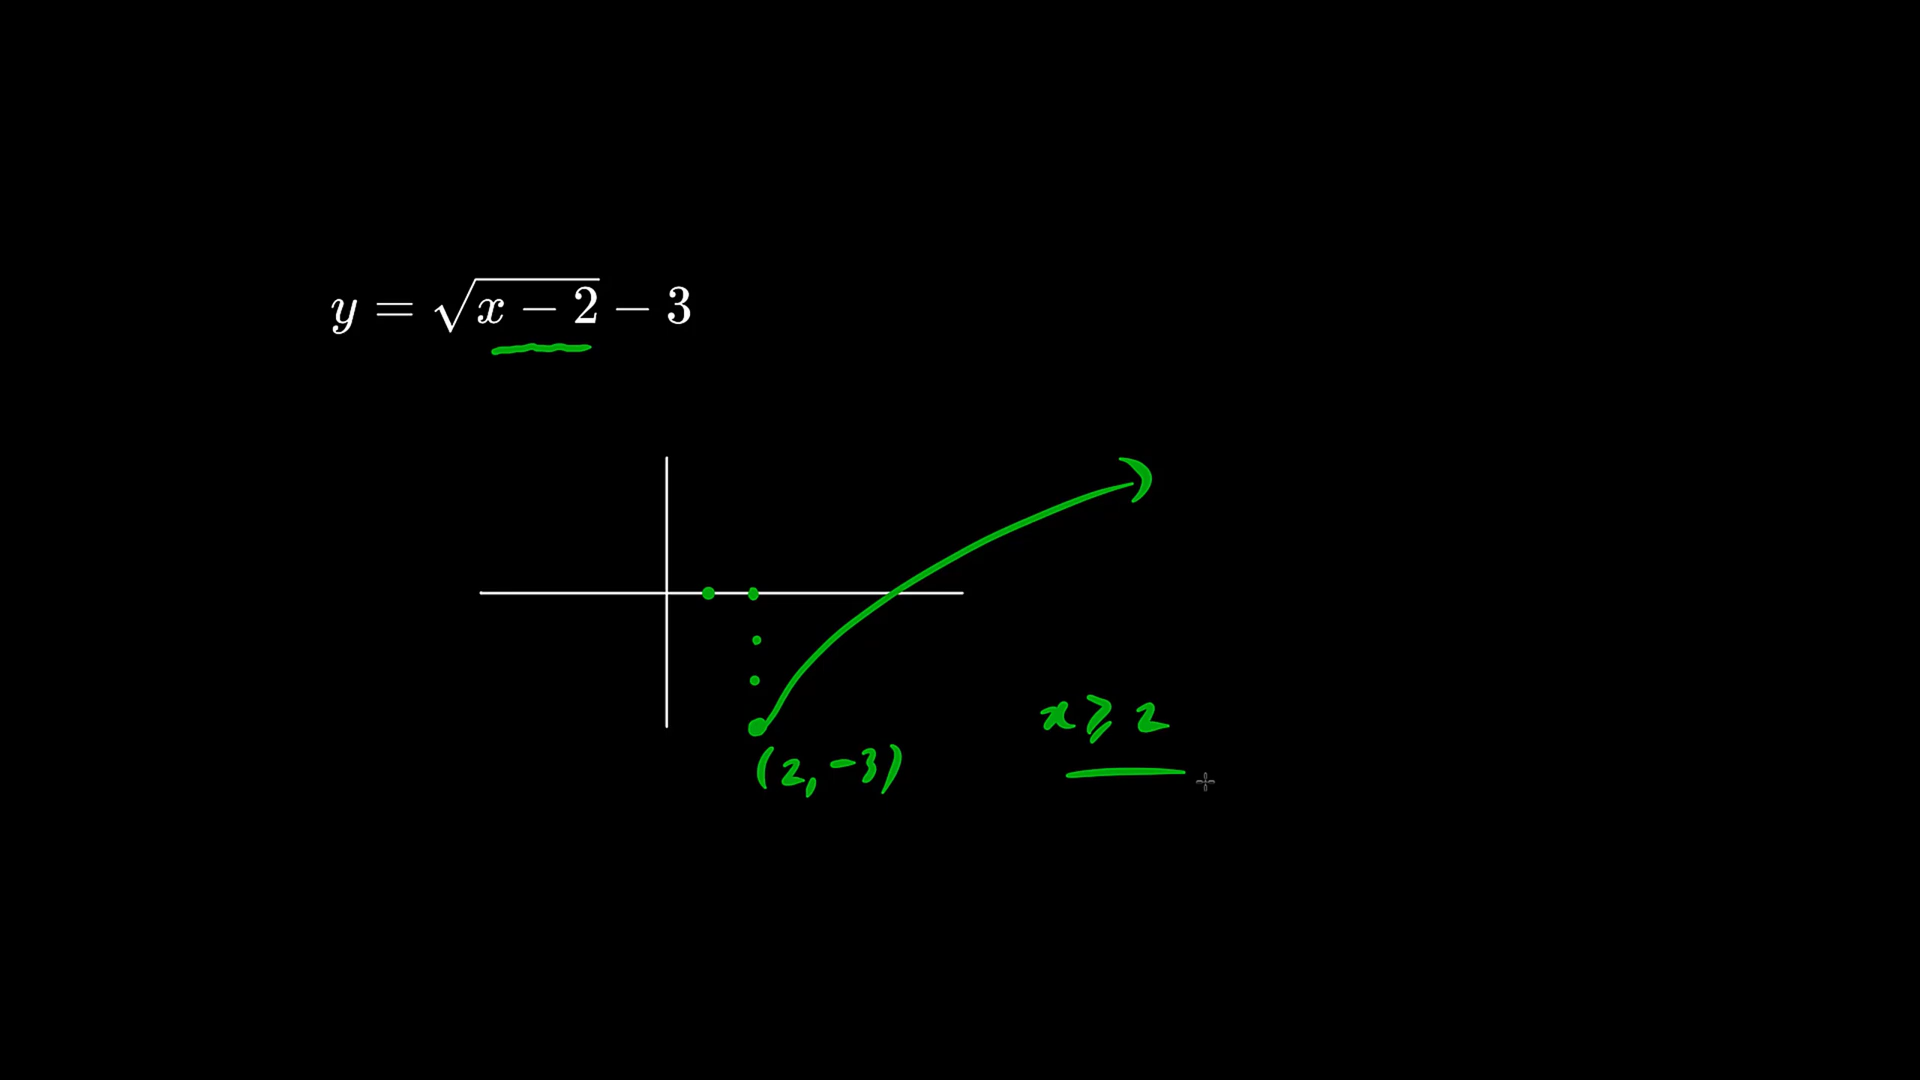 y = √x − 2 − 3
x ⩾ 2
(2, -3)